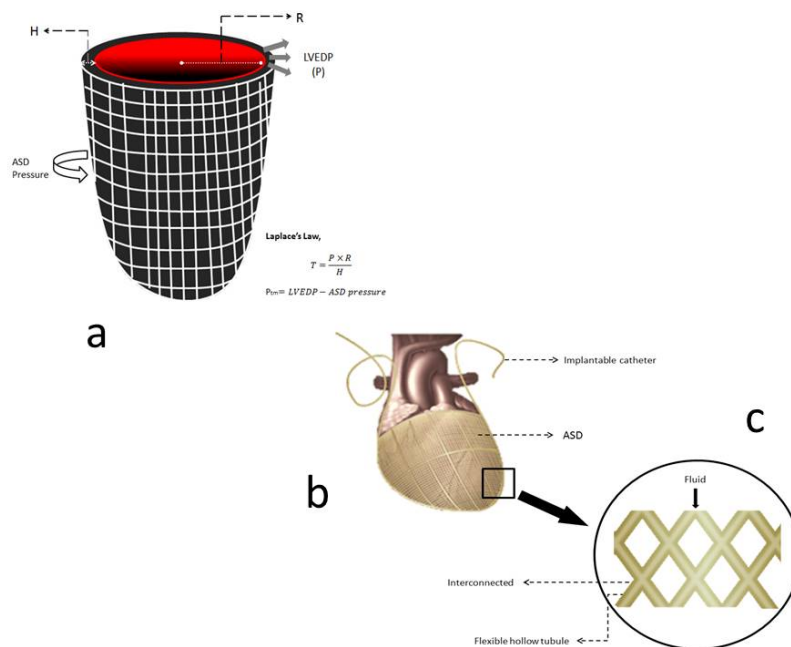 H
R
LVEDP
(P)
ASD
Pressure
Laplace's Law,
T = P × R / H
Ptm= LVEDP − ASD pressure
a
Implantable catheter
c
ASD
b
Fluid
Interconnected
Flexible hollow tubule